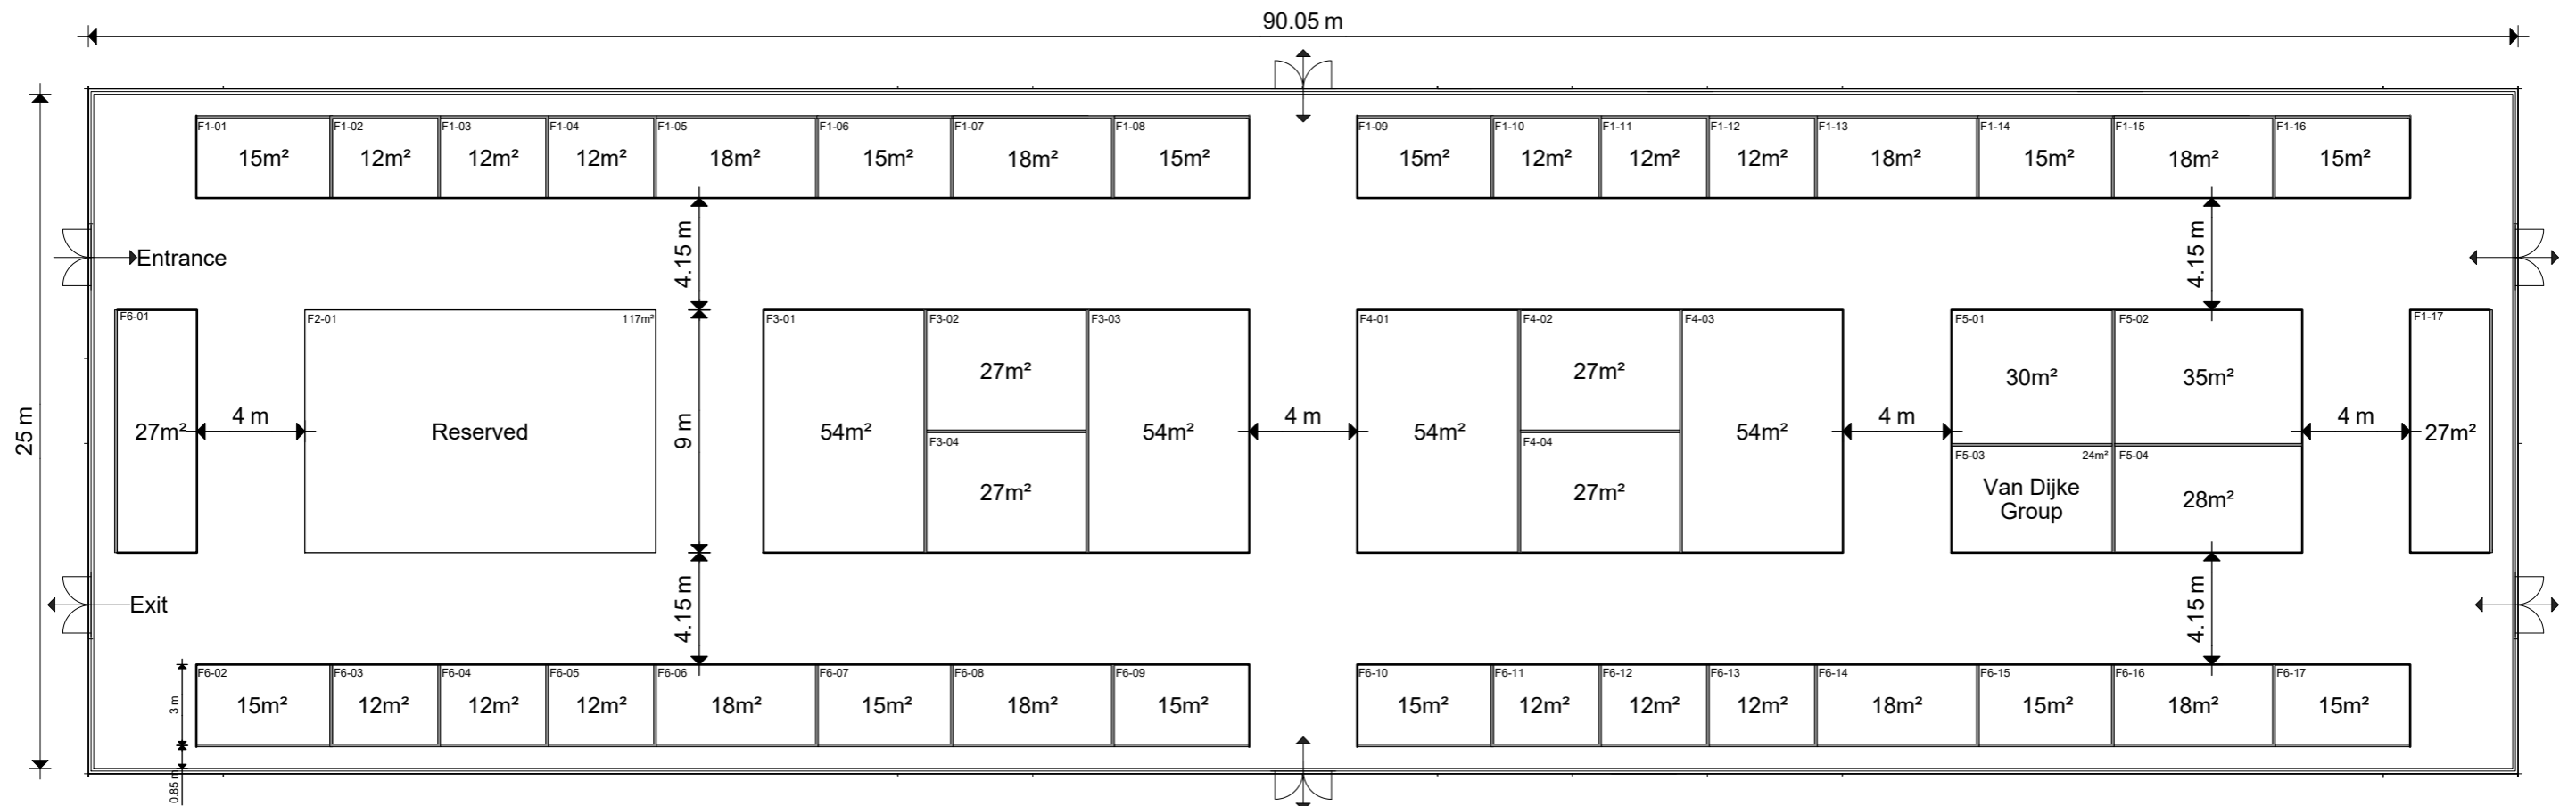 90.05 m
25 m
F1-01 F1-02 F1-03 F1-04 F1-05 F1-06 F1-07 F1-08 F1-09 F1-10 F1-11 F1-12 F1-13 F1-14 F1-15 F1-16
15m² 12m² 12m² 12m² 18m² 15m² 18m² 15m² 15m² 12m² 12m² 12m² 18m² 15m² 18m² 15m²
4.15 m 4.15 m
Entrance
F6-01 F2-01 117m² F3-01 F3-02 F3-03 F4-01 F4-02 F4-03 F5-01 F5-02 F1-17
27m² 27m² 30m² 35m²
27m² 4 m Reserved 9 m 54m² 54m² 4 m 54m² 54m² 4 m 4 m 27m²
F3-04 F4-04 F5-03 24m² F5-04
27m² 27m² Van Dijke 28m²
Group
Exit
4.15 m 4.15 m
F6-02 F6-03 F6-04 F6-05 F6-06 F6-07 F6-08 F6-09 F6-10 F6-11 F6-12 F6-13 F6-14 F6-15 F6-16 F6-17
3 m 15m² 12m² 12m² 12m² 18m² 15m² 18m² 15m² 15m² 12m² 12m² 12m² 18m² 15m² 18m² 15m²
0.85 m